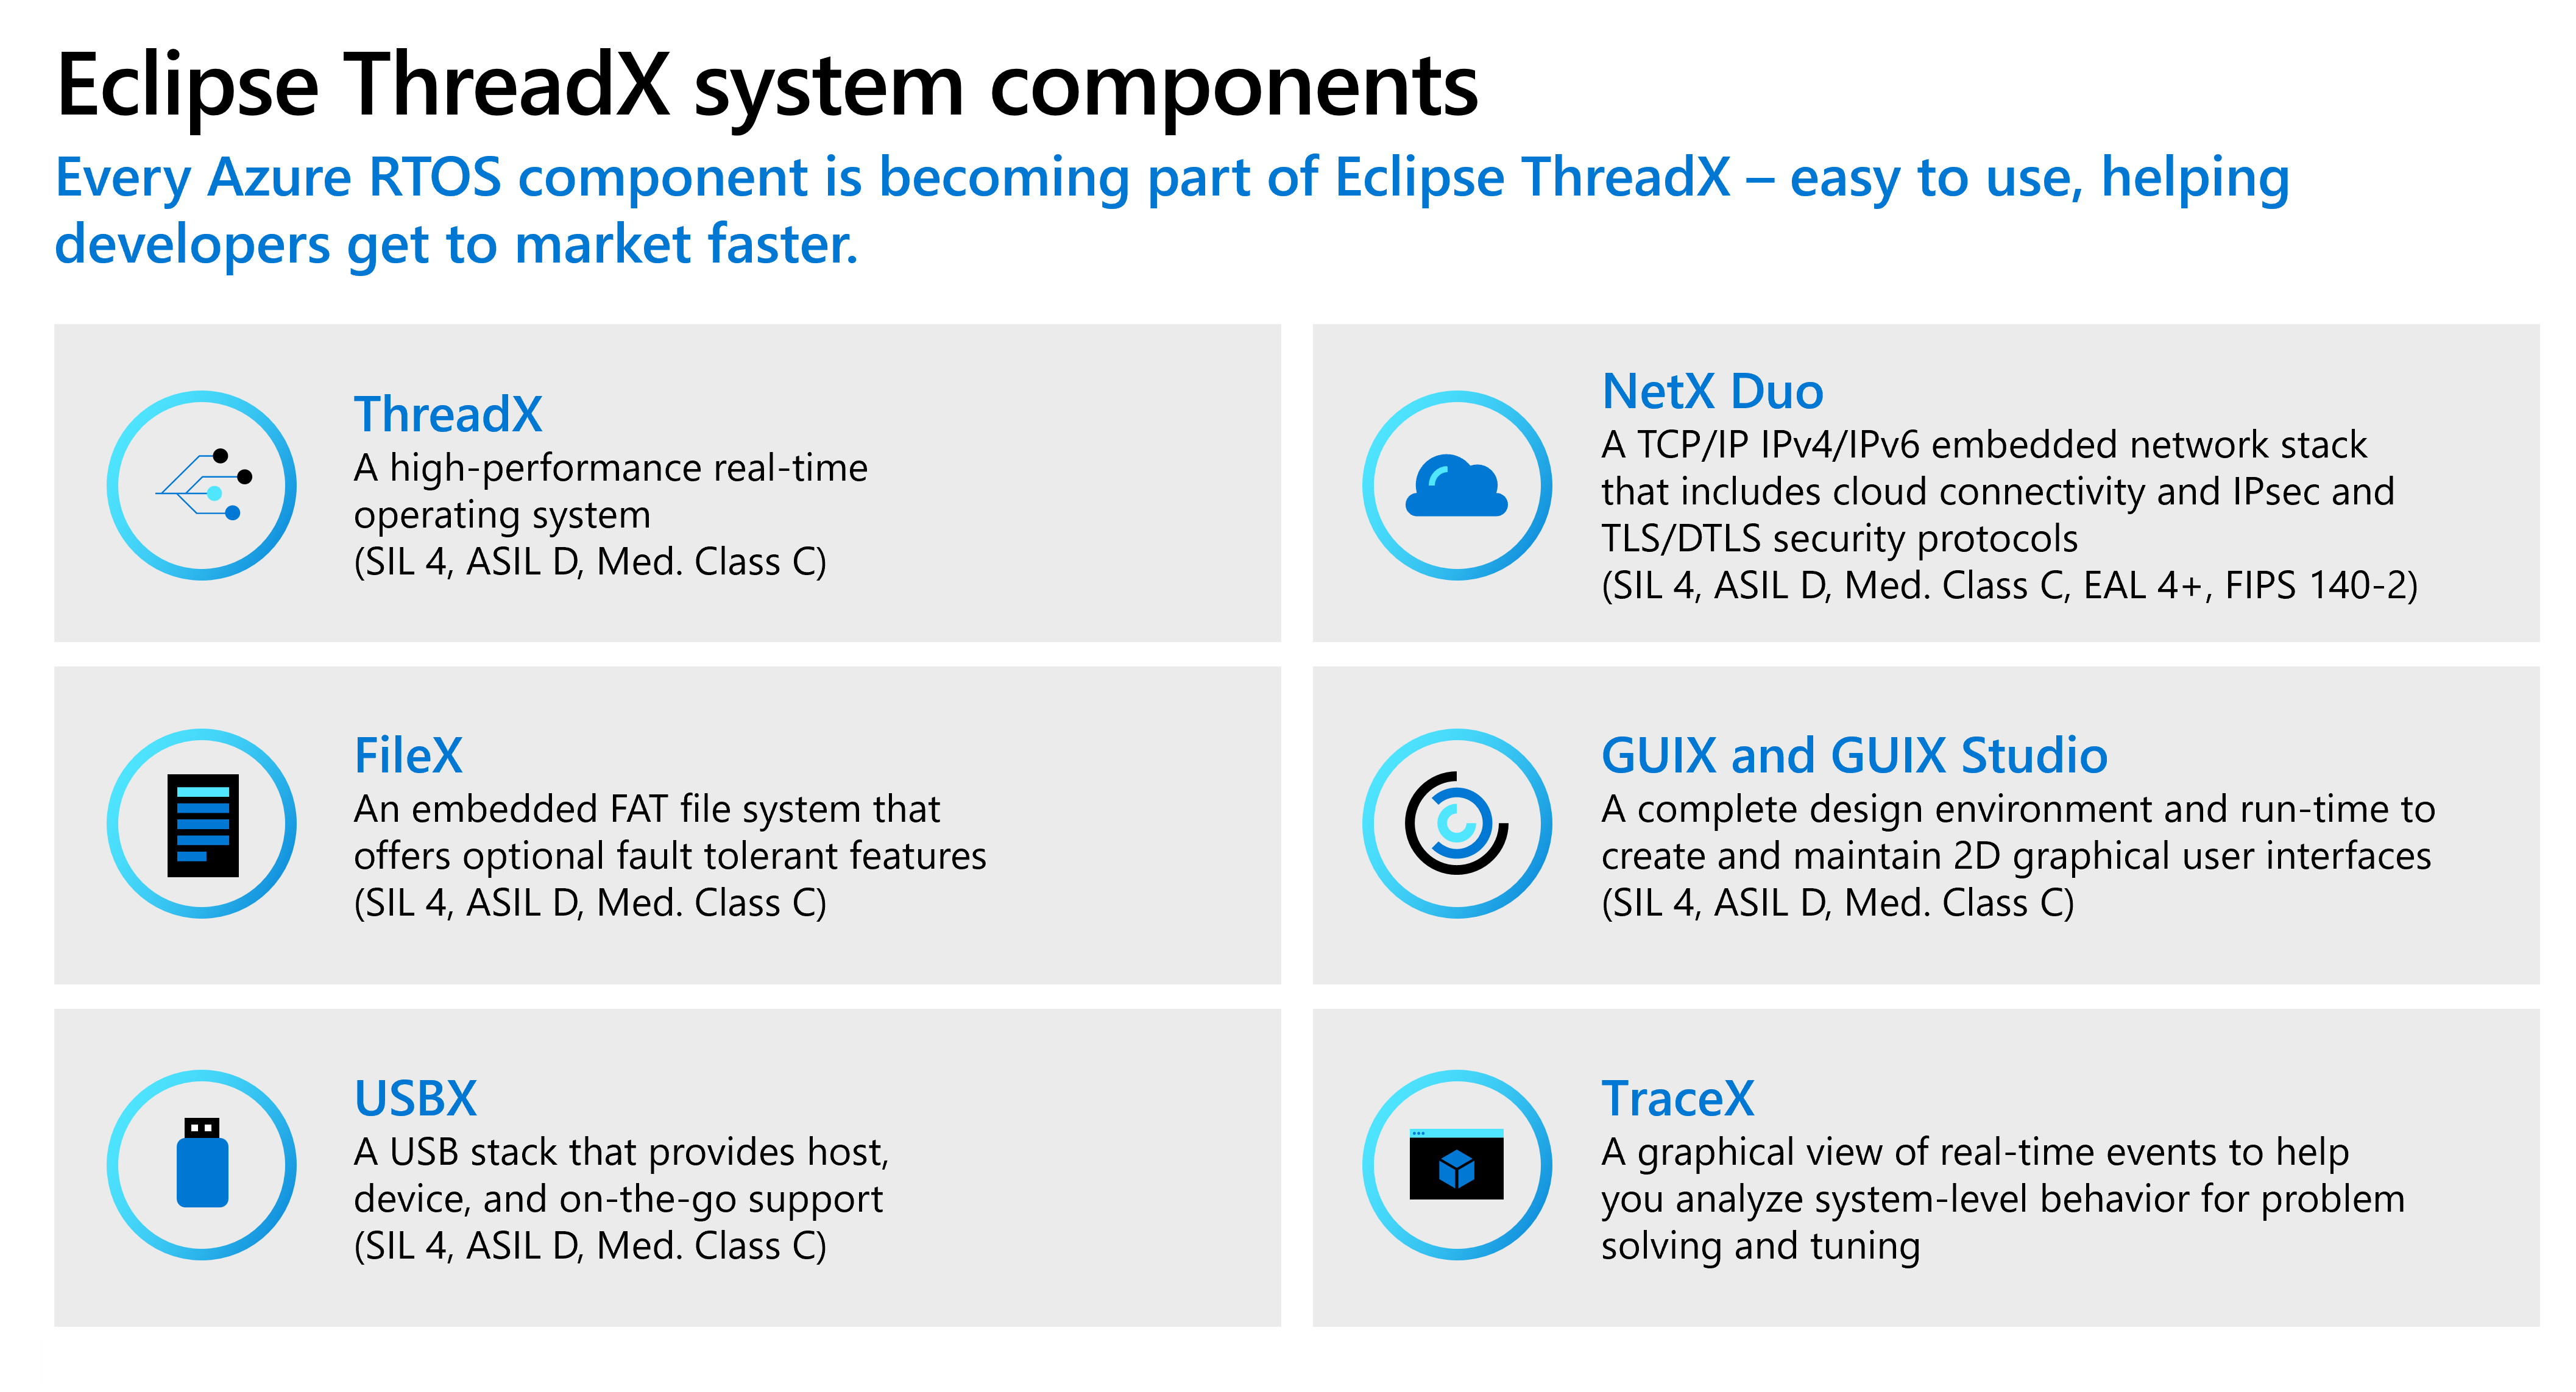 Eclipse ThreadX system components
Every Azure RTOS component is becoming part of Eclipse ThreadX – easy to use, helping
developers get to market faster.
ThreadX
A high-performance real-time
operating system
(SIL 4, ASIL D, Med. Class C)
NetX Duo
A TCP/IP IPv4/IPv6 embedded network stack
that includes cloud connectivity and IPsec and
TLS/DTLS security protocols
(SIL 4, ASIL D, Med. Class C, EAL 4+, FIPS 140-2)
FileX
An embedded FAT file system that
offers optional fault tolerant features
(SIL 4, ASIL D, Med. Class C)
GUIX and GUIX Studio
A complete design environment and run-time to
create and maintain 2D graphical user interfaces
(SIL 4, ASIL D, Med. Class C)
USBX
A USB stack that provides host,
device, and on-the-go support
(SIL 4, ASIL D, Med. Class C)
TraceX
A graphical view of real-time events to help
you analyze system-level behavior for problem
solving and tuning